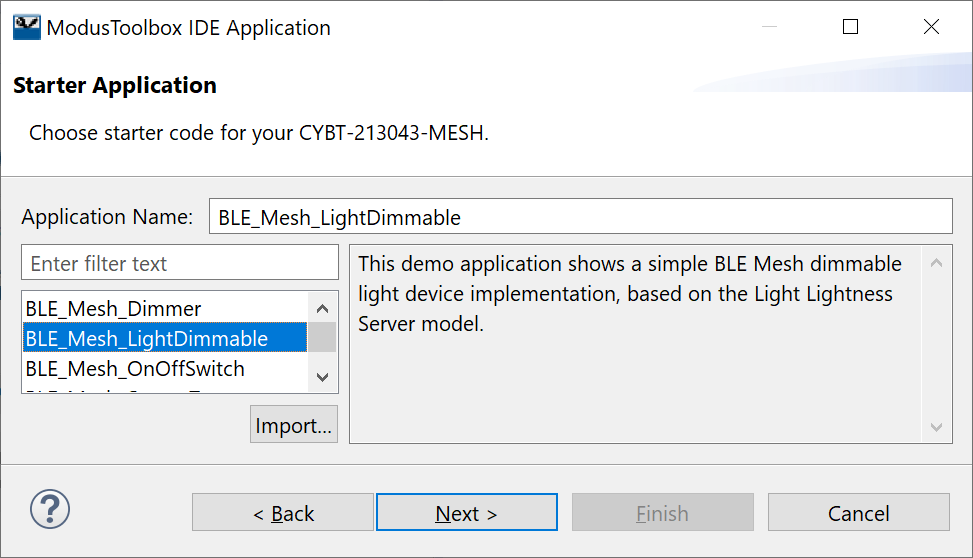 ModusToolbox IDE Application
Starter Application
Choose starter code for your CYBT-213043-MESH.
Application Name:
BLE_Mesh_LightDimmable
Enter filter text
BLE_Mesh_Dimmer
BLE_Mesh_LightDimmable
BLE_Mesh_OnOffSwitch
Import...
This demo application shows a simple BLE Mesh dimmable
light device implementation, based on the Light Lightness
Server model.
?
< Back
Next >
Finish
Cancel